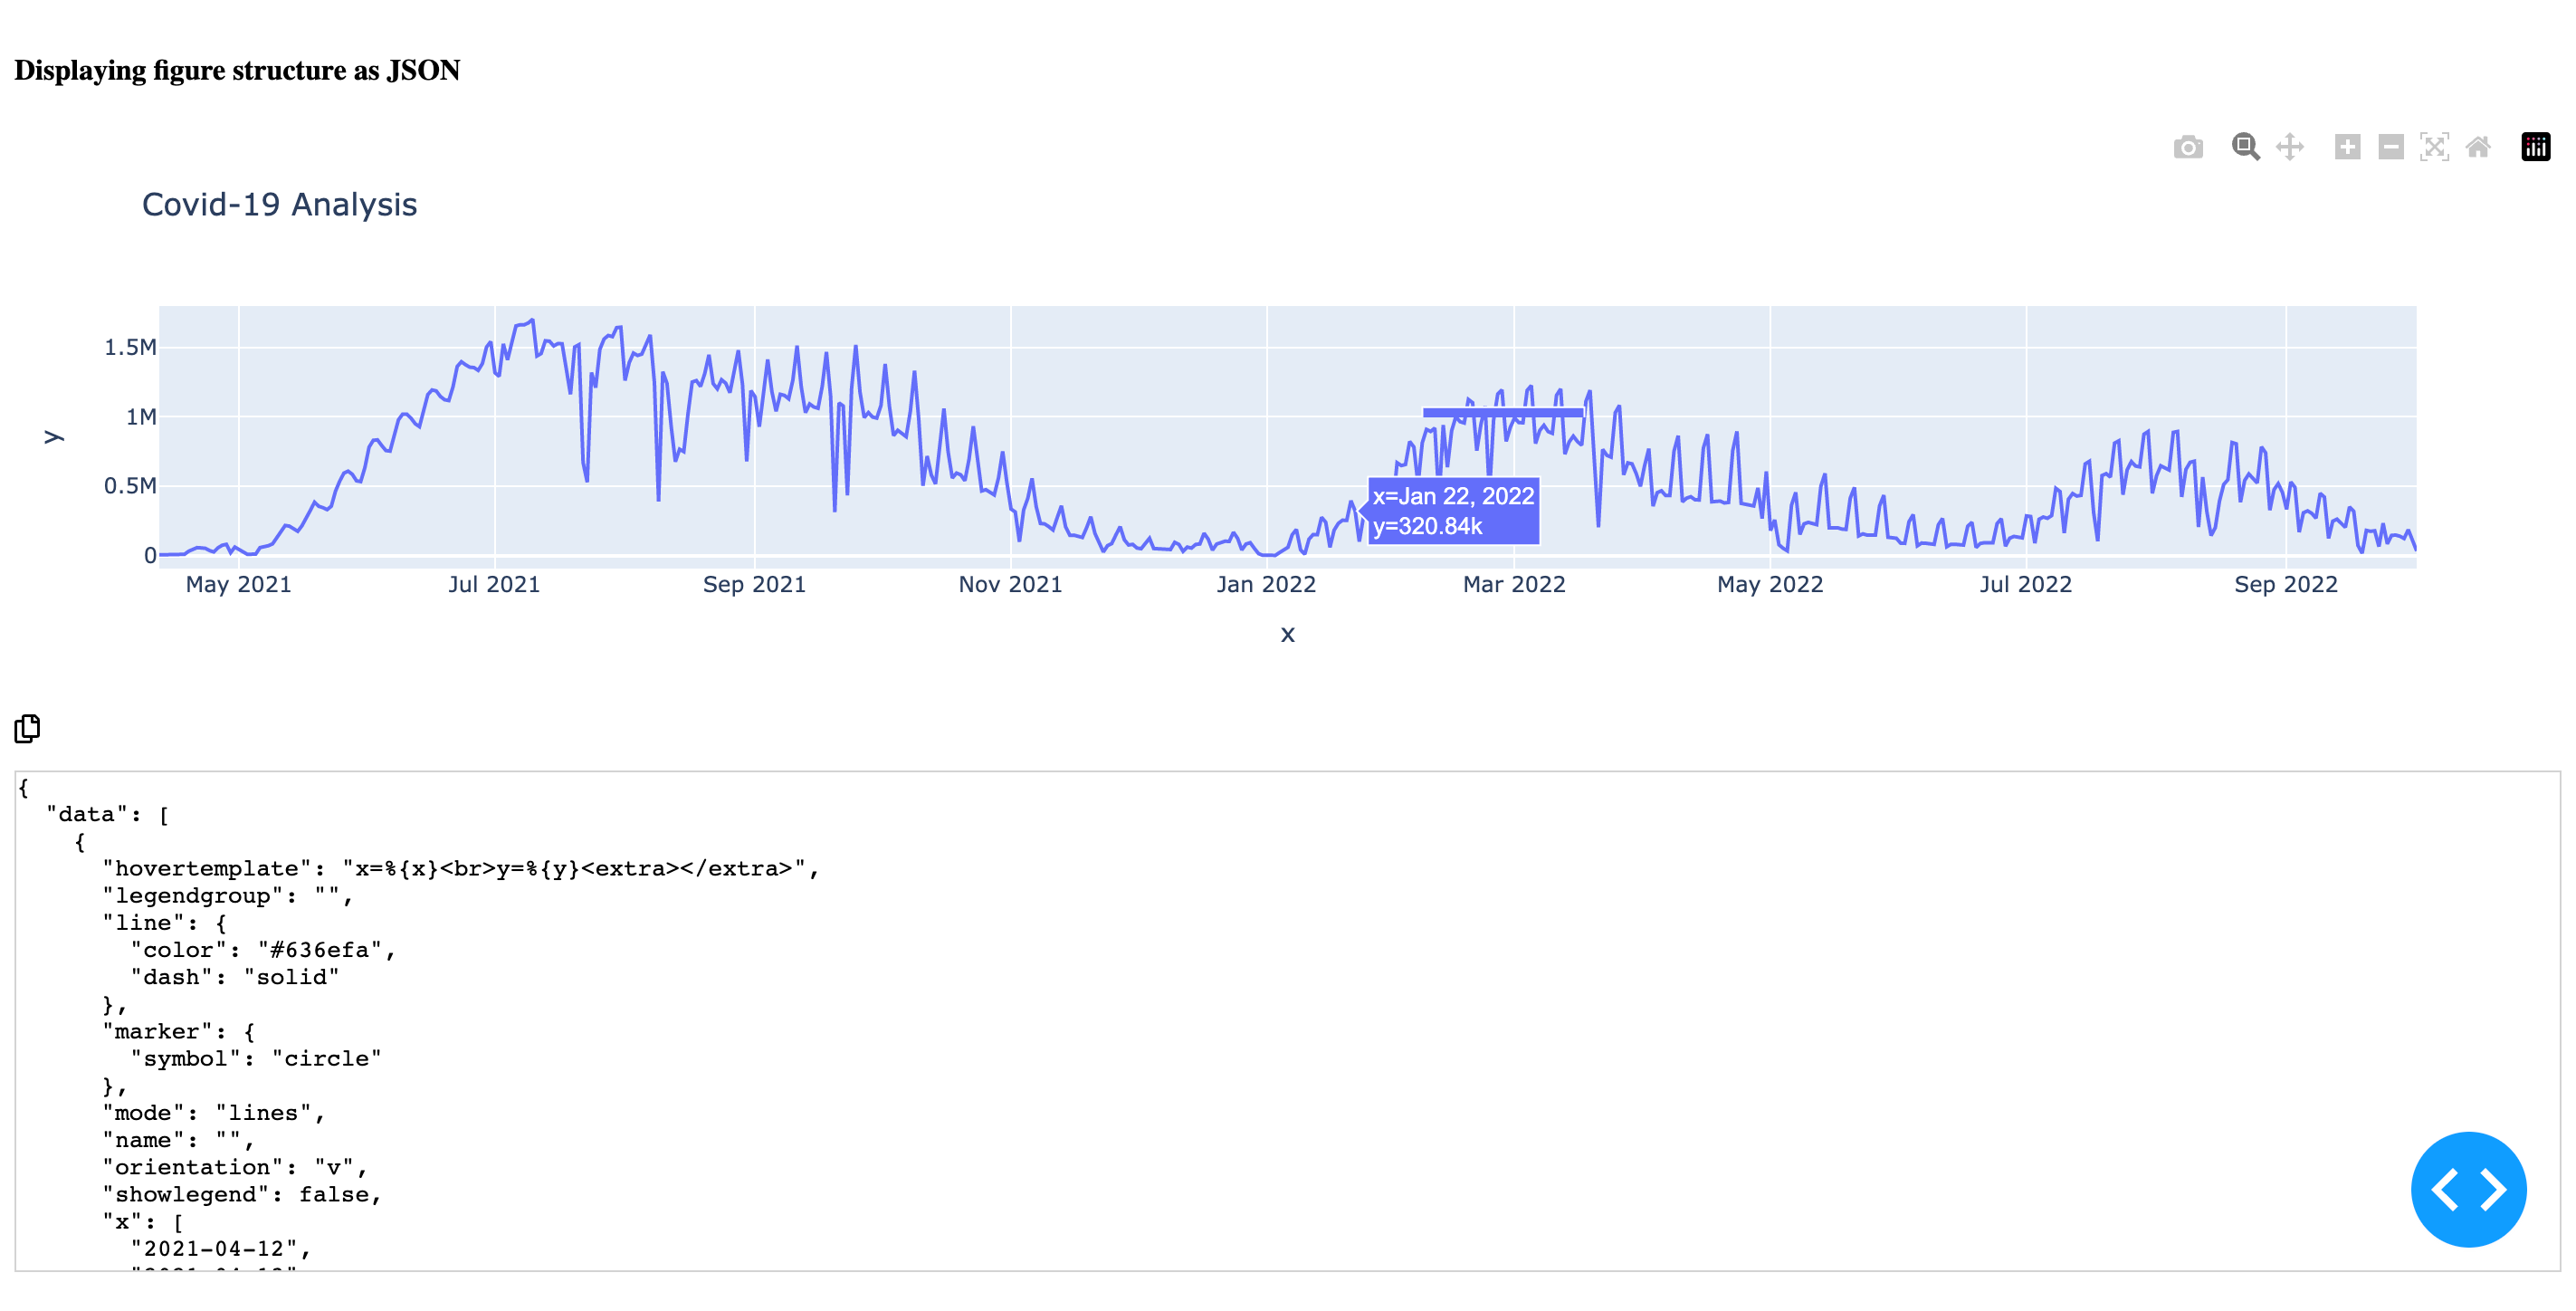 Displaying figure structure as JSON
Covid-19 Analysis
y
1.5M
1M
0.5M
0
x=Jan 22, 2022
y=320.84k
May 2021 Jul 2021 Sep 2021 Nov 2021 Jan 2022 Mar 2022 May 2022 Jul 2022 Sep 2022
x
{
  "data": [
    {
      "hovertemplate": "x=%{x}<br>y=%{y}<extra></extra>",
      "legendgroup": "",
      "line": {
        "color": "#636efa",
        "dash": "solid"
      },
      "marker": {
        "symbol": "circle"
      },
      "mode": "lines",
      "name": "",
      "orientation": "v",
      "showlegend": false,
      "x": [
        "2021-04-12",